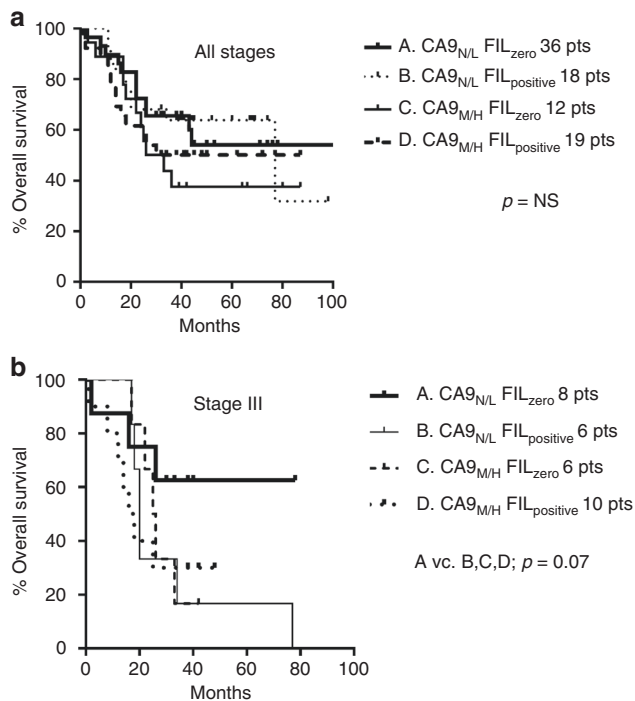 a
100
80
60
40
20
0
% Overall survival
All stages
0 20 40 60 80 100
Months
A. CA9N/L FILzero 36 pts
B. CA9N/L FILpositive 18 pts
C. CA9M/H FILzero 12 pts
D. CA9M/H FILpositive 19 pts
p = NS
b
100
80
60
40
20
0
% Overall survival
Stage III
0 20 40 60 80 100
Months
A. CA9N/L FILzero 8 pts
B. CA9N/L FILpositive 6 pts
C. CA9M/H FILzero 6 pts
D. CA9M/H FILpositive 10 pts
A vc. B,C,D; p = 0.07